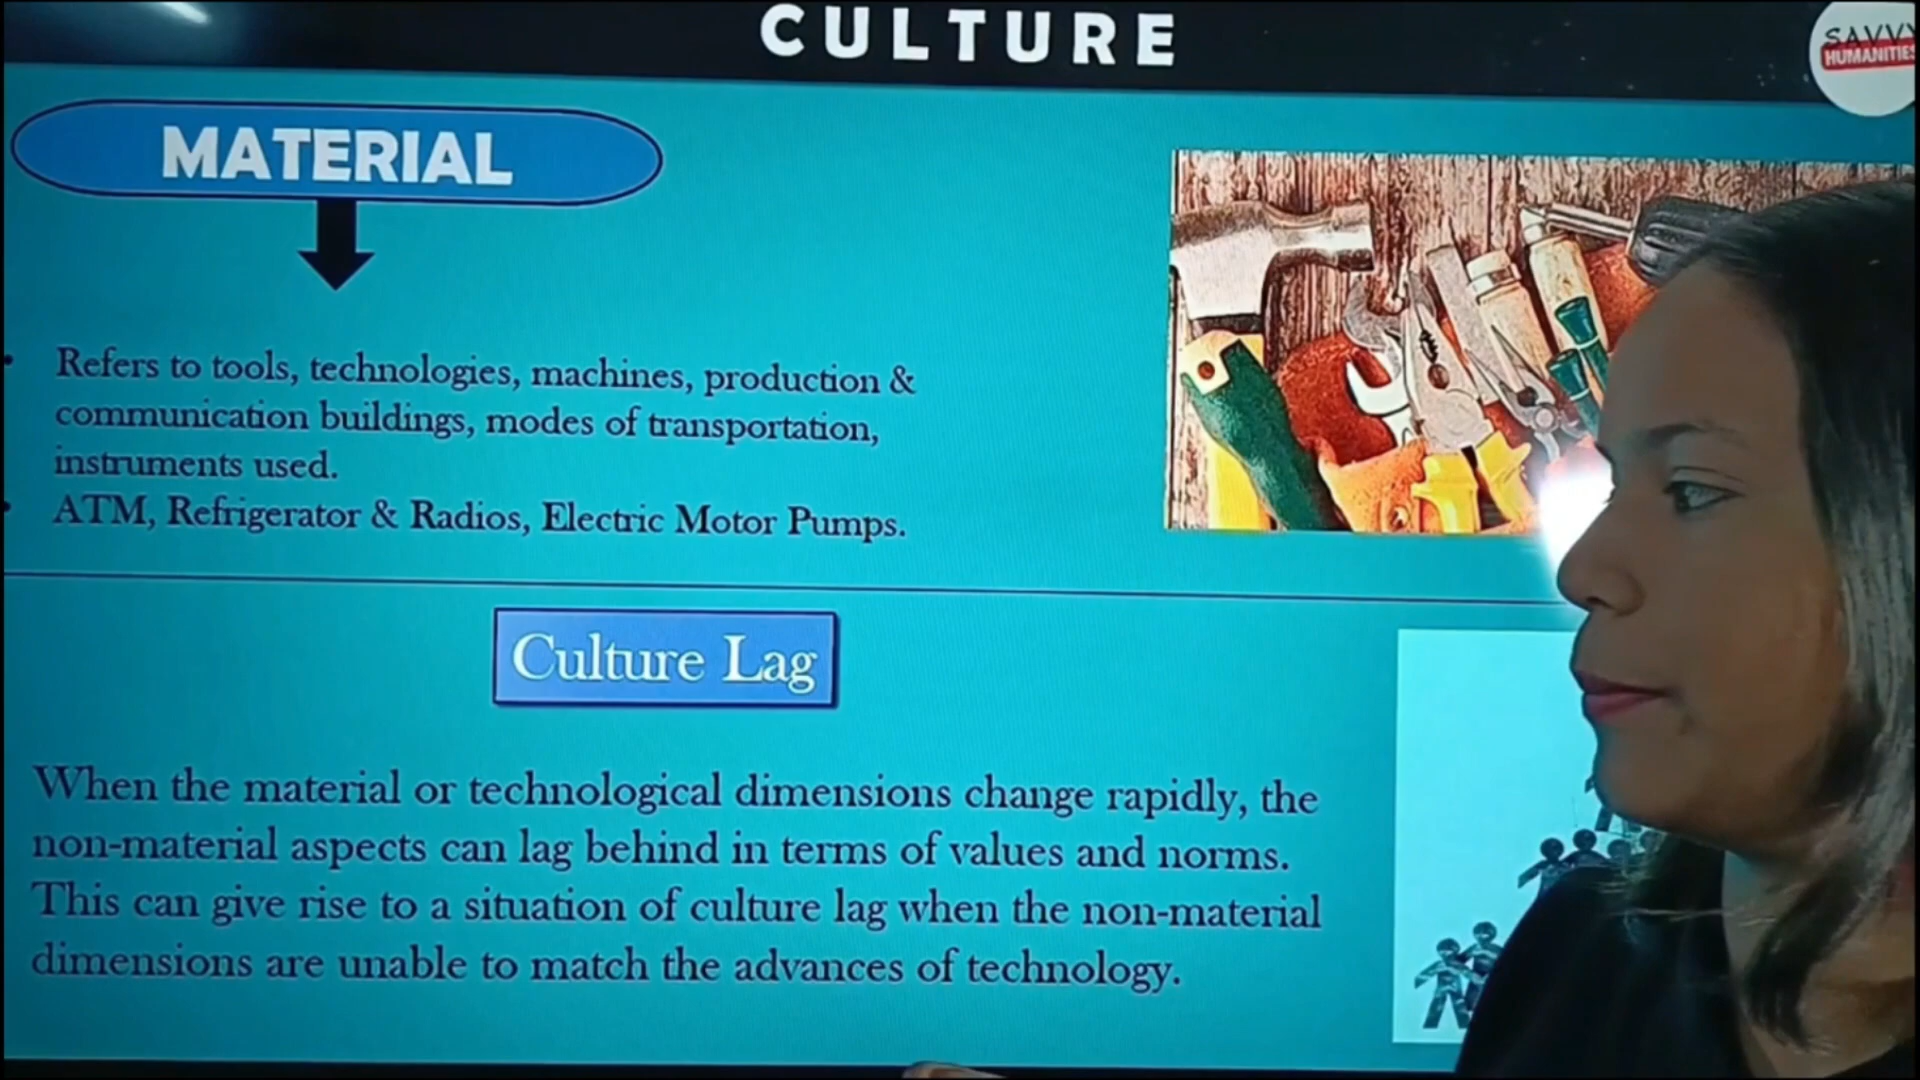 CULTURE
SAVVY
HUMANITIES
MATERIAL
Refers to tools, technologies, machines, production &
communication buildings, modes of transportation,
instruments used.
ATM, Refrigerator & Radios, Electric Motor Pumps.
Culture Lag
When the material or technological dimensions change rapidly, the
non-material aspects can lag behind in terms of values and norms.
This can give rise to a situation of culture lag when the non-material
dimensions are unable to match the advances of technology.